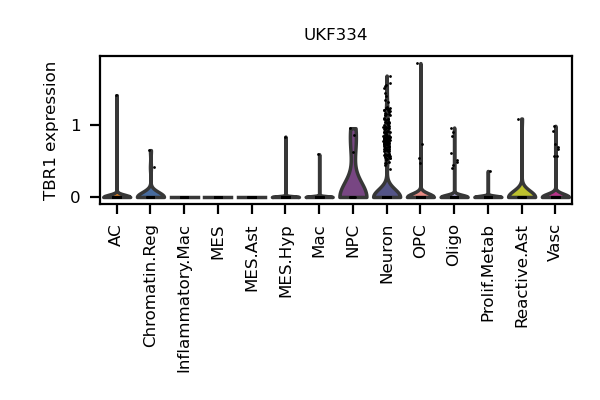 UKF334
TBR1 expression
1
0
AC
Chromatin.Reg
Inflammatory.Mac
MES
MES.Ast
MES.Hyp
Mac
NPC
Neuron
OPC
Oligo
Prolif.Metab
Reactive.Ast
Vasc